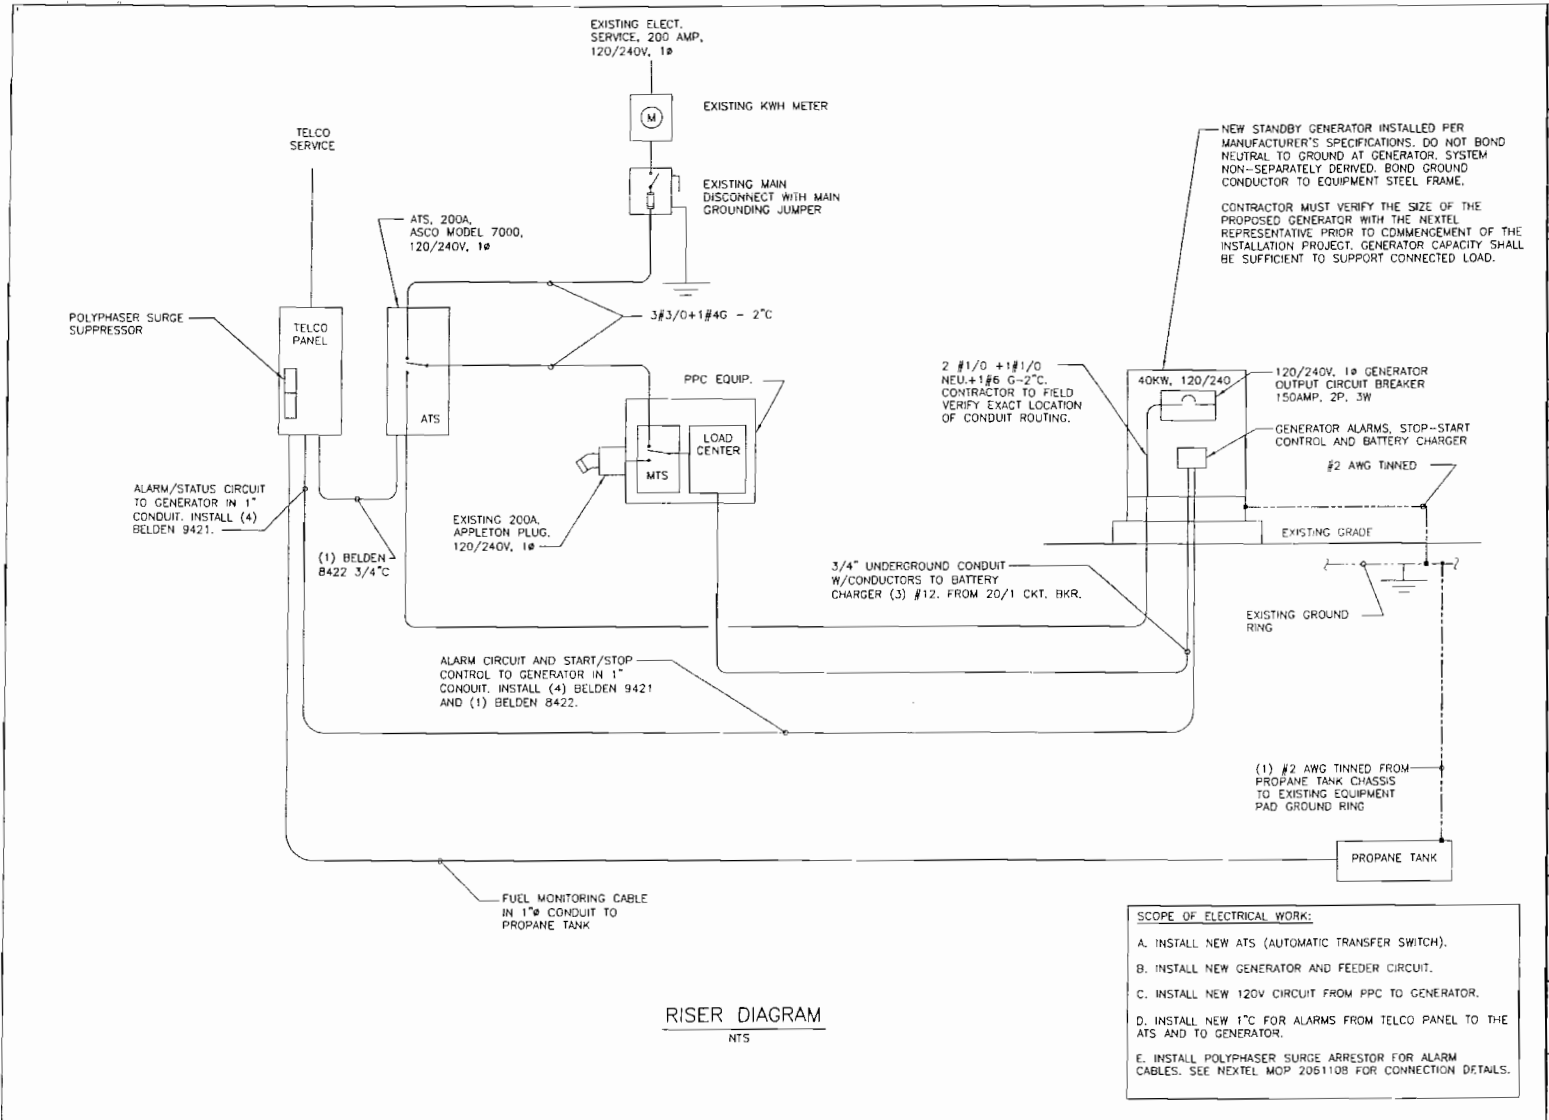 EXISTING ELECT.
SERVICE, 200 AMP,
120/240V, 1ø
M
EXISTING KWH METER
TELCO
SERVICE
EXISTING MAIN
DISCONNECT WITH MAIN
GROUNDING JUMPER
NEW STANDBY GENERATOR INSTALLED PER
MANUFACTURER'S SPECIFICATIONS. DO NOT BOND
NEUTRAL TO GROUND AT GENERATOR. SYSTEM
NON-SEPARATELY DERIVED. BOND GROUND
CONDUCTOR TO EQUIPMENT STEEL FRAME.
CONTRACTOR MUST VERIFY THE SIZE OF THE
PROPOSED GENERATOR WITH THE NEXTEL
REPRESENTATIVE PRIOR TO COMMENCEMENT OF THE
INSTALLATION PROJECT. GENERATOR CAPACITY SHALL
BE SUFFICIENT TO SUPPORT CONNECTED LOAD.
ATS, 200A,
ASCO MODEL 7000,
120/240V, 1ø
POLYPHASER SURGE
SUPPRESSOR
TELCO
PANEL
ATS
3#3/0+1#4G - 2"C
PPC EQUIP.
LOAD
CENTER
MTS
2 #1/0 +1#1/0
NEU.+1#6 G-2"C.
CONTRACTOR TO FIELD
VERIFY EXACT LOCATION
OF CONDUIT ROUTING.
40KW, 120/240
120/240V, 1ø GENERATOR
OUTPUT CIRCUIT BREAKER
150AMP, 2P, 3W
GENERATOR ALARMS, STOP-START
CONTROL AND BATTERY CHARGER
#2 AWG TINNED
ALARM/STATUS CIRCUIT
TO GENERATOR IN 1"
CONDUIT. INSTALL (4)
BELDEN 9421.
(1) BELDEN
8422 3/4"C
EXISTING 200A,
APPLETON PLUG.
120/240V, 1ø
EXISTING GRADE
3/4" UNDERGROUND CONDUIT
W/CONDUCTORS TO BATTERY
CHARGER (3) #12. FROM 20/1 CKT. BKR.
EXISTING GROUND
RING
ALARM CIRCUIT AND START/STOP
CONTROL TO GENERATOR IN 1"
CONDUIT. INSTALL (4) BELDEN 9421
AND (1) BELDEN 8422.
(1) #2 AWG TINNED FROM
PROPANE TANK CHASSIS
TO EXISTING EQUIPMENT
PAD GROUND RING
PROPANE TANK
FUEL MONITORING CABLE
IN 1"ø CONDUIT TO
PROPANE TANK
SCOPE OF ELECTRICAL WORK:
A. INSTALL NEW ATS (AUTOMATIC TRANSFER SWITCH).
B. INSTALL NEW GENERATOR AND FEEDER CIRCUIT.
C. INSTALL NEW 120V CIRCUIT FROM PPC TO GENERATOR.
D. INSTALL NEW 1"C FOR ALARMS FROM TELCO PANEL TO THE
ATS AND TO GENERATOR.
E. INSTALL POLYPHASER SURGE ARRESTOR FOR ALARM
CABLES. SEE NEXTEL MOP 2061108 FOR CONNECTION DETAILS.
RISER DIAGRAM
NTS